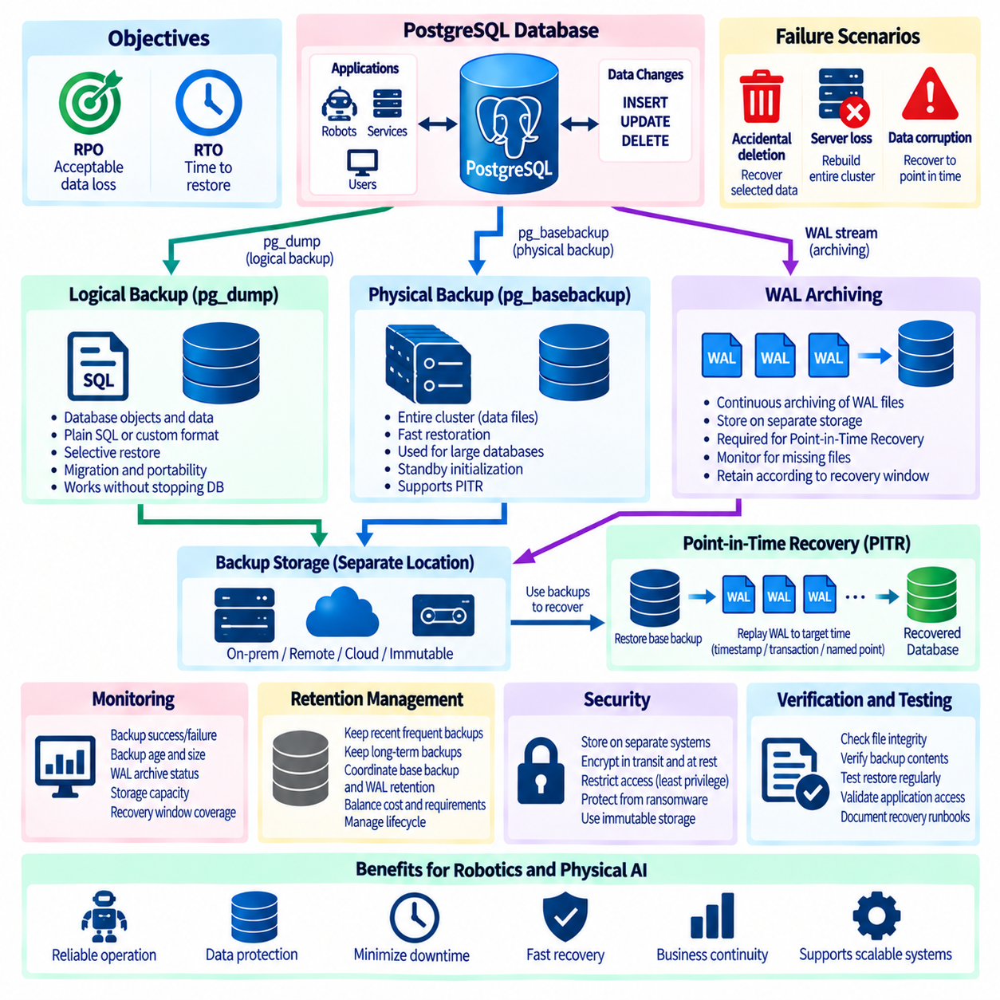 Objectives
RPO
Acceptable
data loss
RTO
Time to
restore
PostgreSQL Database
Applications
Robots
Services
Users
PostgreSQL
Data Changes
INSERT
UPDATE
DELETE
Failure Scenarios
Accidental
deletion
Recover
selected data
Server loss
Rebuild
entire cluster
Data corruption
Recover to
point in time
pg_dump
(logical backup)
pg_basebackup
(physical backup)
WAL stream
(archiving)
Logical Backup (pg_dump)
SQL
• Database objects and data
• Plain SQL or custom format
• Selective restore
• Migration and portability
• Works without stopping DB
Physical Backup (pg_basebackup)
• Entire cluster (data files)
• Fast restoration
• Used for large databases
• Standby initialization
• Supports PITR
WAL Archiving
WAL
WAL
WAL
• Continuous archiving of WAL files
• Store on separate storage
• Required for Point-in-Time Recovery
• Monitor for missing files
• Retain according to recovery window
Backup Storage (Separate Location)
On-prem / Remote / Cloud / Immutable
Use backups
to recover
Point-in-Time Recovery (PITR)
Restore base backup
WAL
WAL
WAL
...
Replay WAL to target time
(timestamp / transaction / named point)
Recovered
Database
Monitoring
Backup success/failure
Backup age and size
WAL archive status
Storage capacity
Recovery window coverage
Retention Management
Keep recent frequent backups
Keep long-term backups
Coordinate base backup
and WAL retention
Balance cost and requirements
Manage lifecycle
Security
Store on separate systems
Encrypt in transit and at rest
Restrict access (least privilege)
Protect from ransomware
Use immutable storage
Verification and Testing
Check file integrity
Verify backup contents
Test restore regularly
Validate application access
Document recovery runbooks
Benefits for Robotics and Physical AI
Reliable operation
Data protection
Minimize downtime
Fast recovery
Business continuity
Supports scalable systems